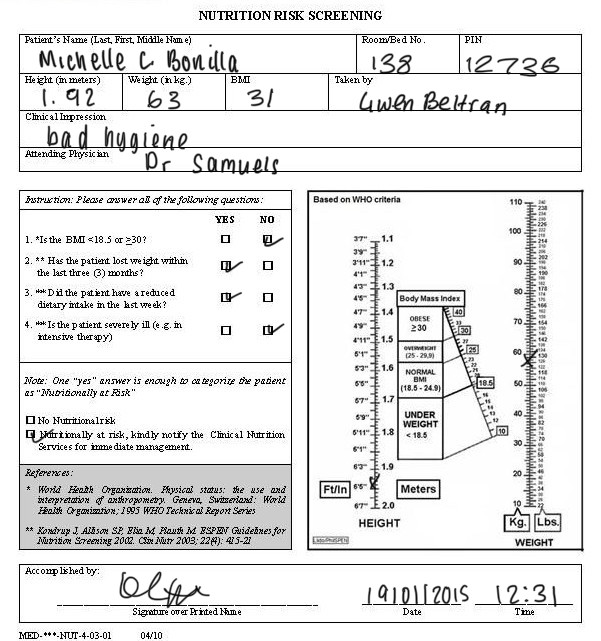 NUTRITION RISK SCREENING
Patient's Name (Last, First, Middle Name) Room/Bed No. PIN
Michelle C. Bonilla 138 12736
Height (in meters) Weight (in kg.) BMI Taken by
1.92 63 31 Gwen Beltran
Clinical Impression
bad hygiene
Attending Physician
Dr Samuels
Instruction: Please answer all of the following questions:
YES NO
1. *Is the BMI <18.5 or ≥30?
2. ** Has the patient lost weight within
the last three (3) months?
3. ** Did the patient have a reduced
dietary intake in the last week?
4. ** Is the patient severely ill (e.g. in
intensive therapy)
Note: One "yes" answer is enough to categorize the patient
as "Nutritionally at Risk"
No Nutritional risk
Nutritionally at risk, kindly notify the Clinical Nutrition
Services for immediate management.
References:
* World Health Organization. Physical status: the use and
interpretation of anthropometry. Geneva, Switzerland: World
Health Organization; 1995 WHO Technical Report Series
** Kondrup J, Allison SP, Elia M, Plauth M. ESPEN Guidelines for
Nutrition Screening 2002. Clin Nutr 2003; 22(4): 415-21
Based on WHO criteria
3'7" 1.1
3'9"
3'11" 1.2
4'1"
4'3" 1.3
4'5"
4'7" 1.4
4'9"
4'11" 1.5
5'1"
5'3" 1.6
5'5"
5'7" 1.7
5'9"
5'11" 1.8
6'1"
6'3" 1.9
6'5"
6'7" 2.0
Ft/In Meters
HEIGHT
Body Mass Index
OBESE
≥30
OVERWEIGHT
(25 - 29,9)
NORMAL
BMI
(18.5 - 24.9)
UNDER
WEIGHT
< 18.5
40
30
25
18.5
10
110
100
90
80
70
60
50
40
30
20
10
Kg. Lbs.
WEIGHT
Accomplished by:
19/01/2015 12:31
Signature over Printed Name Date Time
MED-***-NUT-4-03-01 04/10